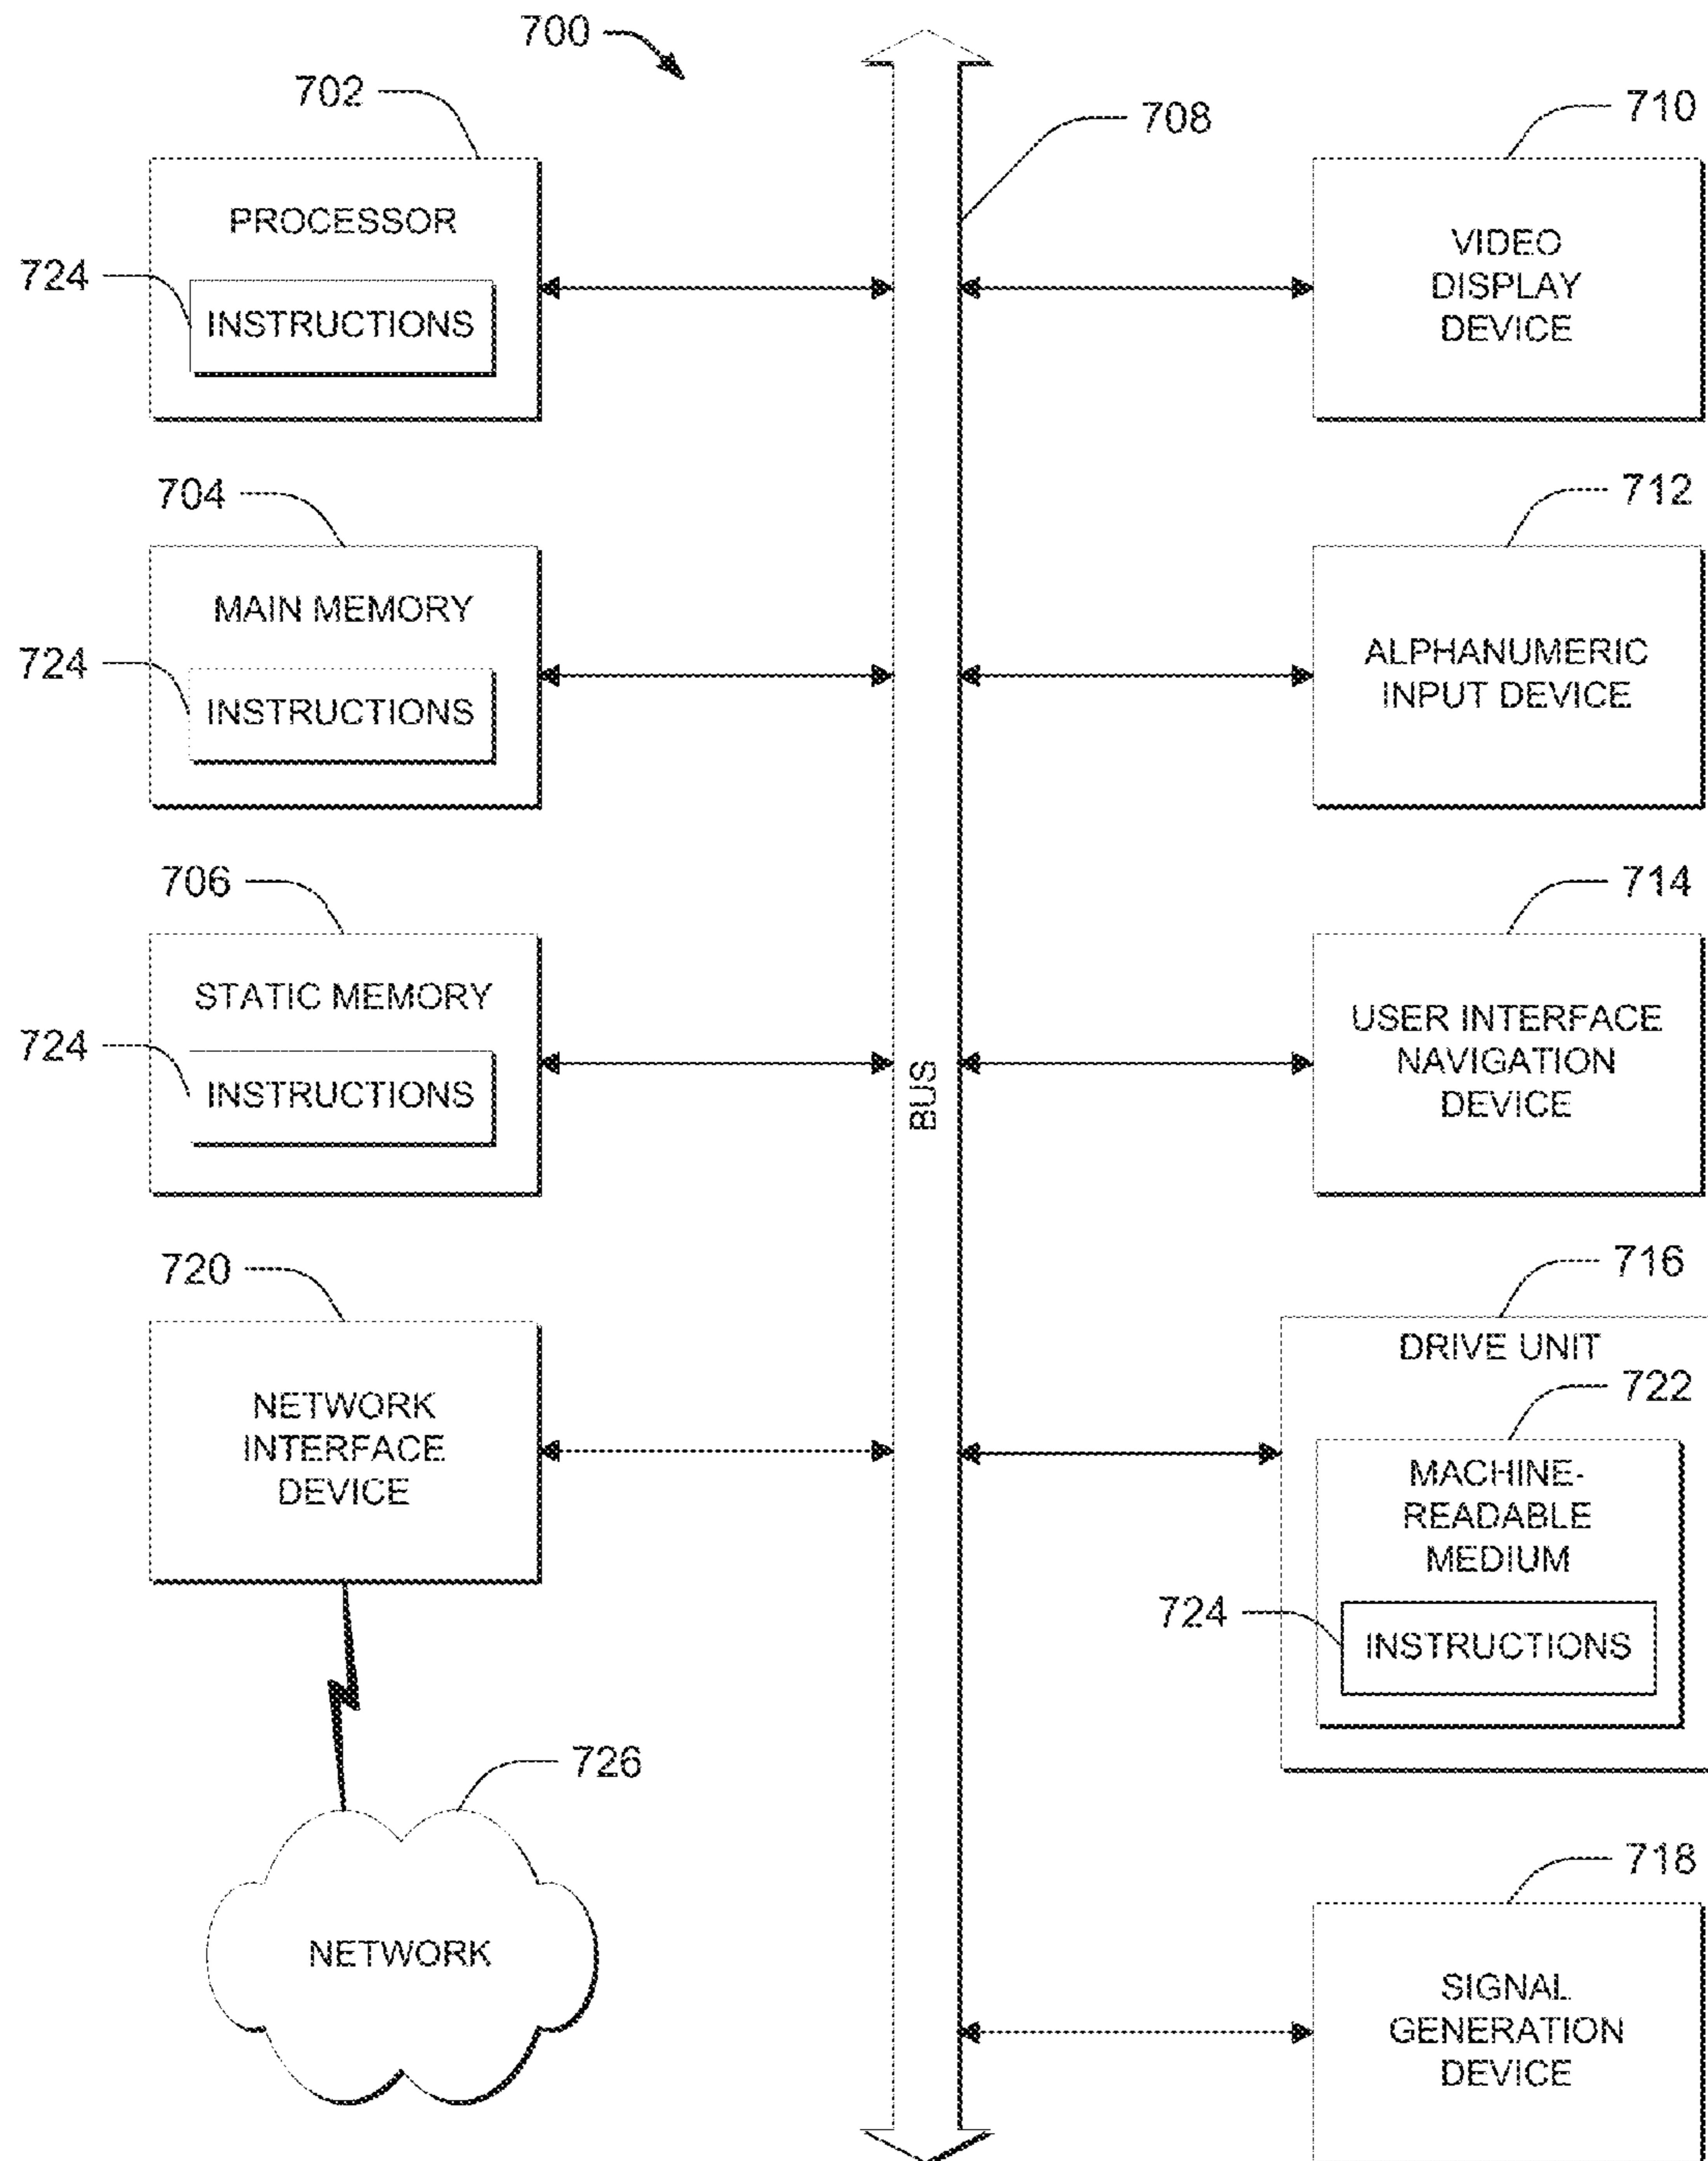 700
702
708
710
PROCESSOR
724
INSTRUCTIONS
VIDEO
DISPLAY
DEVICE
704
712
MAIN MEMORY
724
INSTRUCTIONS
ALPHANUMERIC
INPUT DEVICE
706
714
STATIC MEMORY
724
INSTRUCTIONS
BUS
USER INTERFACE
NAVIGATION
DEVICE
720
716
NETWORK
INTERFACE
DEVICE
DRIVE UNIT
722
MACHINE-
READABLE
MEDIUM
724
INSTRUCTIONS
726
NETWORK
718
SIGNAL
GENERATION
DEVICE